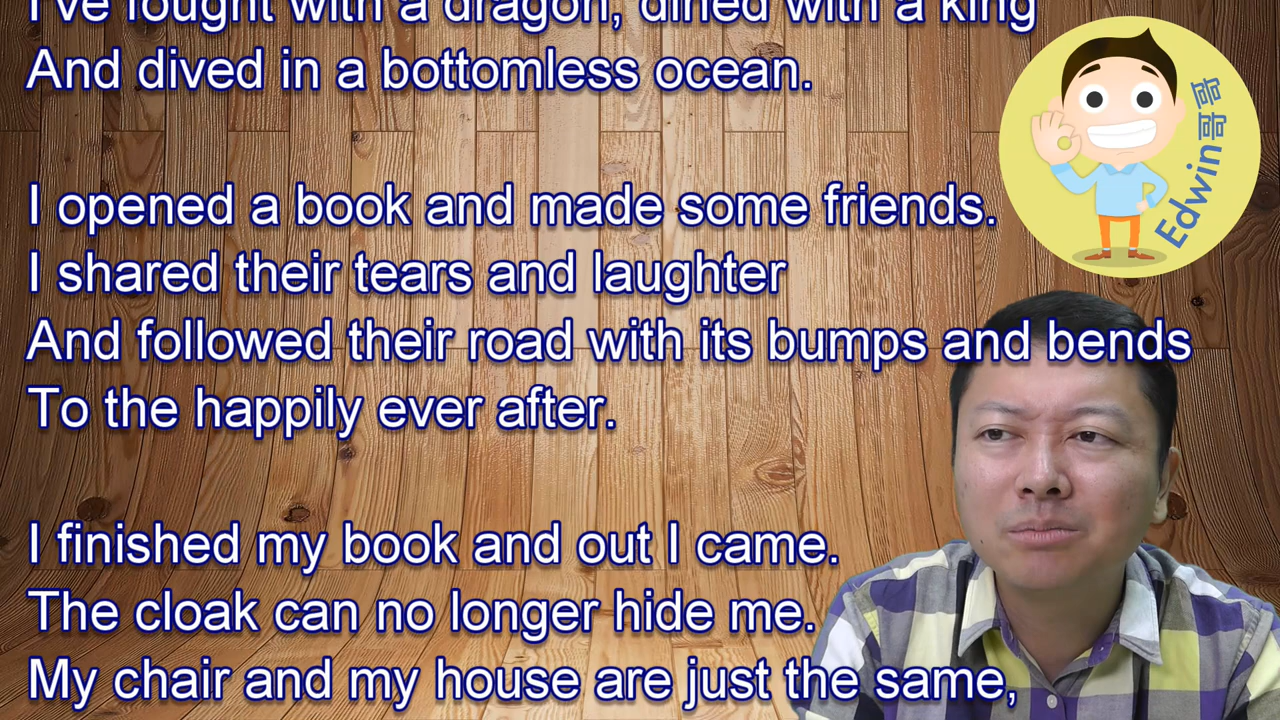 I've fought with a dragon, dined with a king
And dived in a bottomless ocean.
I opened a book and made some friends.
I shared their tears and laughter
And followed their road with its bumps and bends
To the happily ever after.
I finished my book and out I came.
The cloak can no longer hide me.
My chair and my house are just the same,
Edwin哥哥